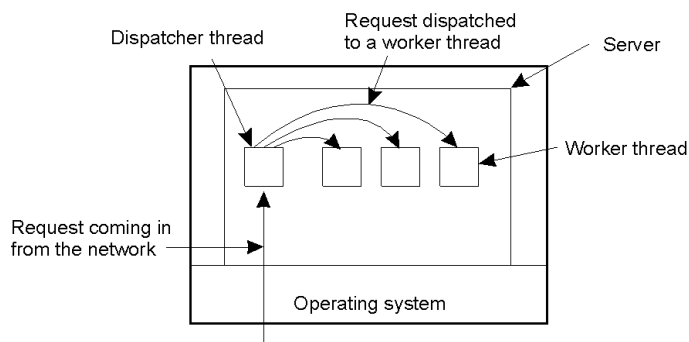 Request dispatched
to a worker thread
Dispatcher thread
Server
Worker thread
Request coming in
from the network
Operating system